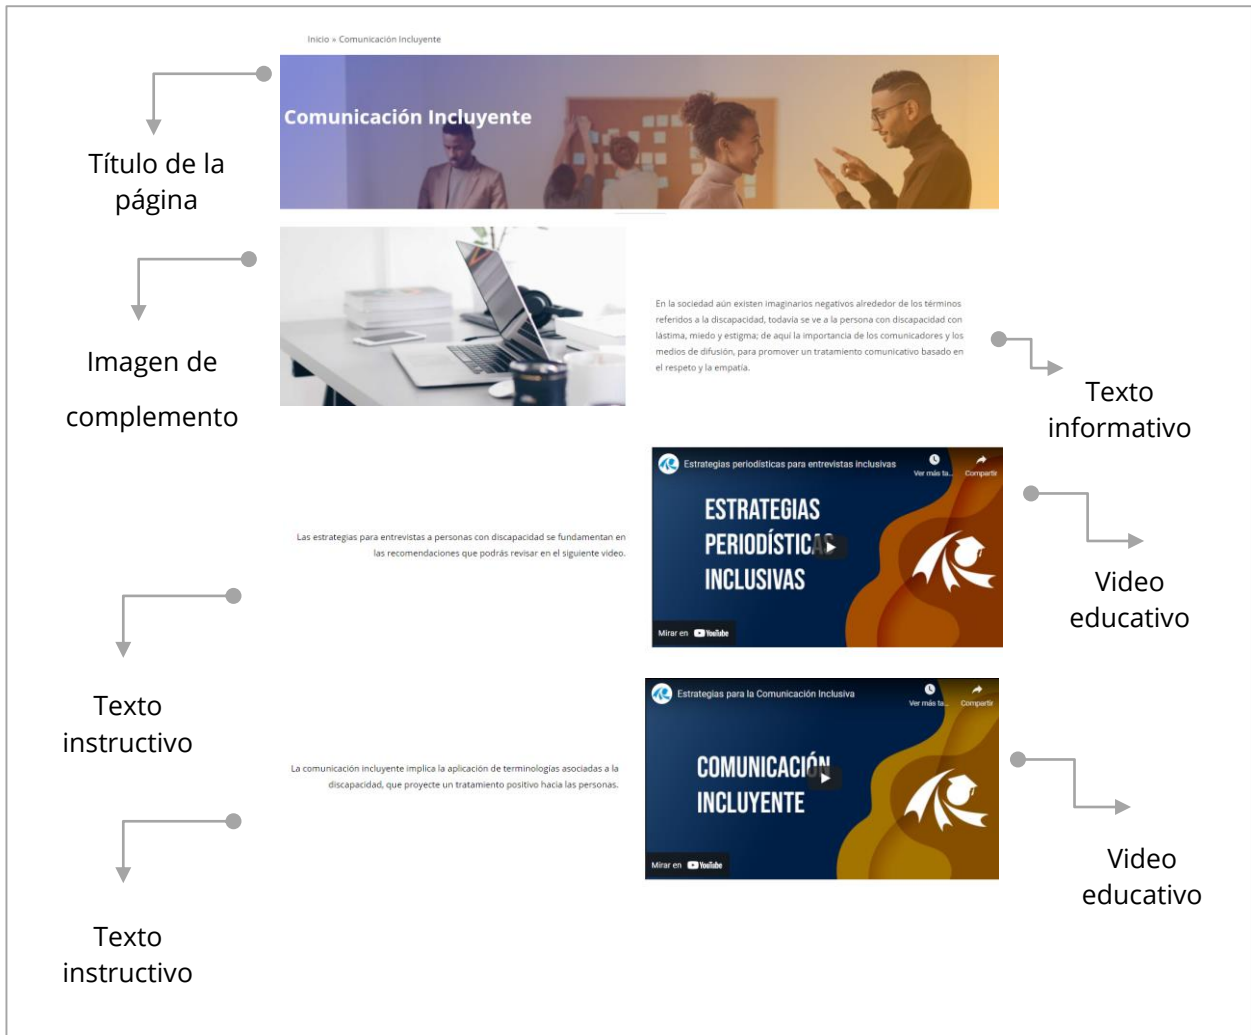 Inicio » Comunicación Incluyente
Comunicación Incluyente
Título de la
página
Imagen de
complemento
En la sociedad aún existen imaginarios negativos alrededor de los términos
referidos a la discapacidad, todavía se ve a la persona con discapacidad con
lástima, miedo y estigma; de aquí la importancia de los comunicadores y los
medios de difusión, para promover un tratamiento comunicativo basado en
el respeto y la empatía.
Texto
informativo
Las estrategias para entrevistas a personas con discapacidad se fundamentan en
las recomendaciones que podrás revisar en el siguiente video.
Estrategias periodísticas para entrevistas inclusivas
Ver más ta...
Compartir
ESTRATEGIAS
PERIODÍSTICAS
INCLUSIVAS
Mirar en YouTube
Video
educativo
Texto
instructivo
La comunicación incluyente implica la aplicación de terminologías asociadas a la
discapacidad, que proyecte un tratamiento positivo hacia las personas.
Estrategias para la Comunicación Inclusiva
Ver más ta...
Compartir
COMUNICACIÓN
INCLUYENTE
Mirar en YouTube
Video
educativo
Texto
instructivo